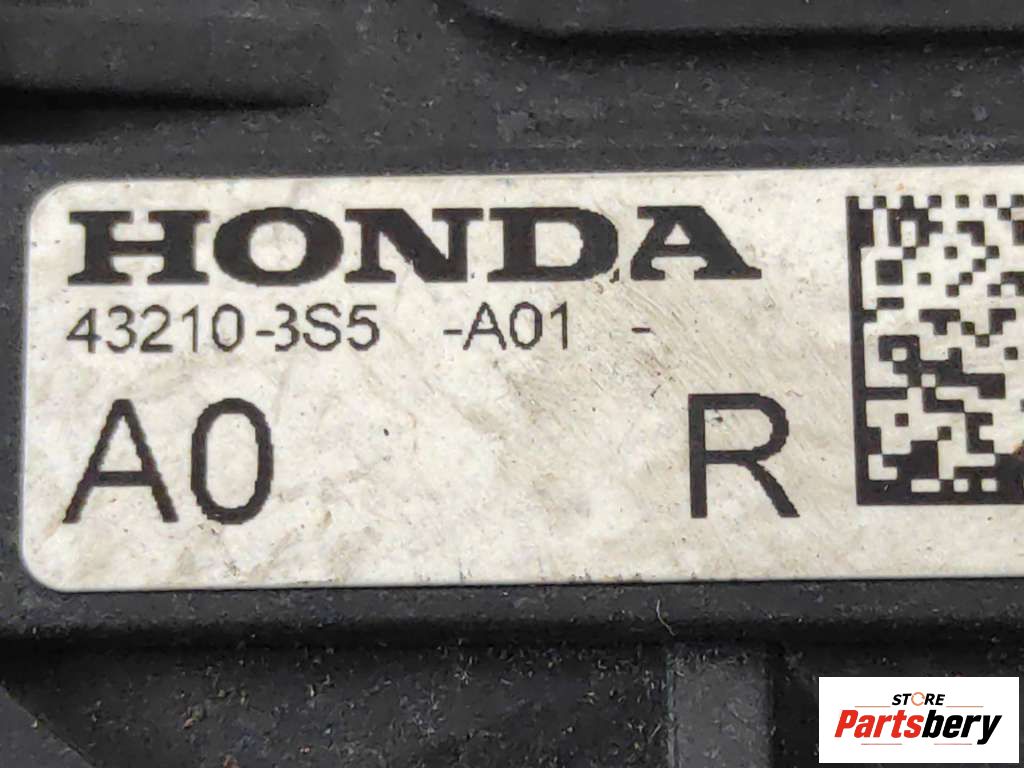 HONDA
43210-3S5 -A01 -
A0 R
STORE
Partsbery